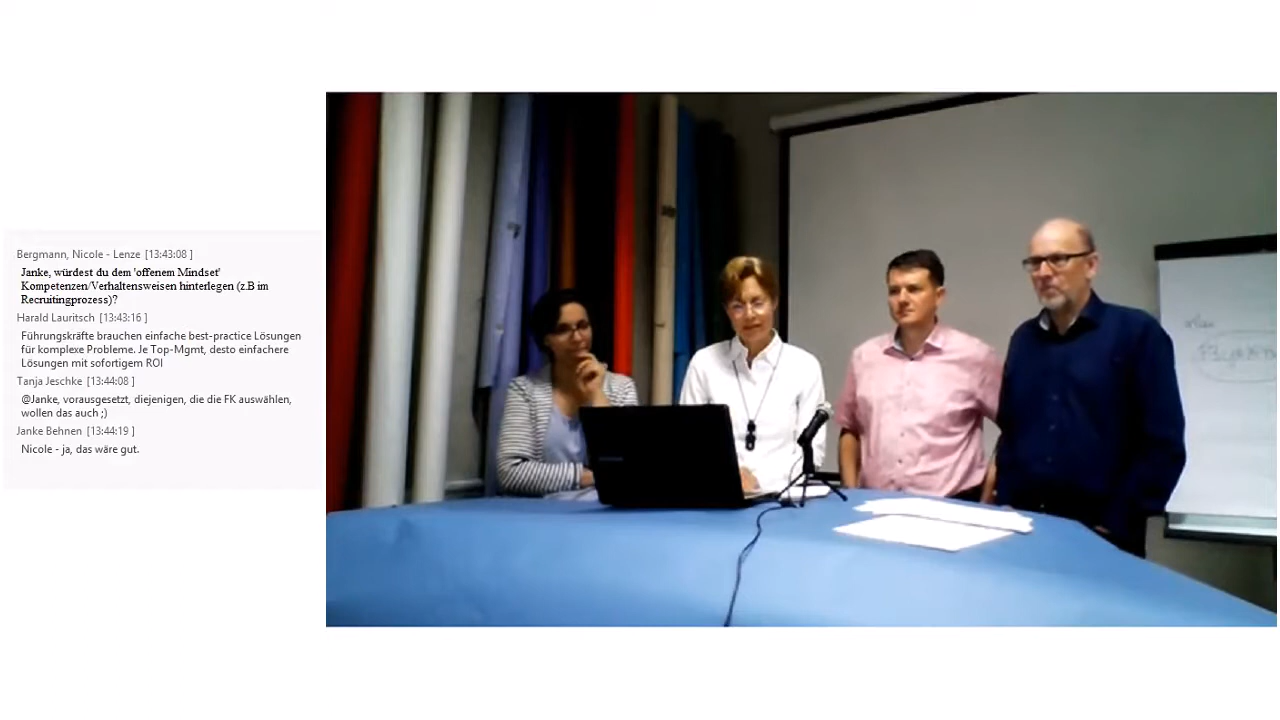 Bergmann, Nicole - Lenze [13:43:08 ]
Janke, würdest du dem 'offenem Mindset'
Kompetenzen/Verhaltensweisen hinterlegen (z.B im
Recruitingprozess)?
Harald Lauritsch [13:43:16 ]
Führungskräfte brauchen einfache best-practice Lösungen
für komplexe Probleme. Je Top-Mgmt, desto einfachere
Lösungen mit sofortigem ROI
Tanja Jeschke [13:44:08 ]
@Janke, vorausgesetzt, diejenigen, die die FK auswählen,
wollen das auch ;)
Janke Behnen [13:44:19 ]
Nicole - ja, das wäre gut.